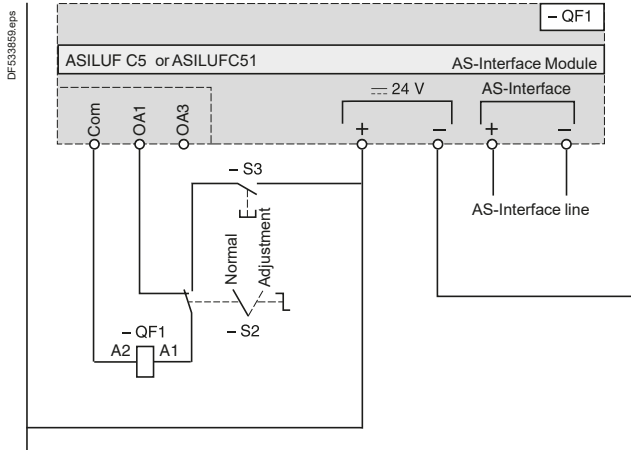 DF533859.eps
– QF1
ASILUF C5 or ASILUFC51
AS-Interface Module
Com
OA1
OA3
24 V
AS-Interface
+
–
+
–
– S3
AS-Interface line
Normal
Adjustment
– S2
– QF1
A2
A1